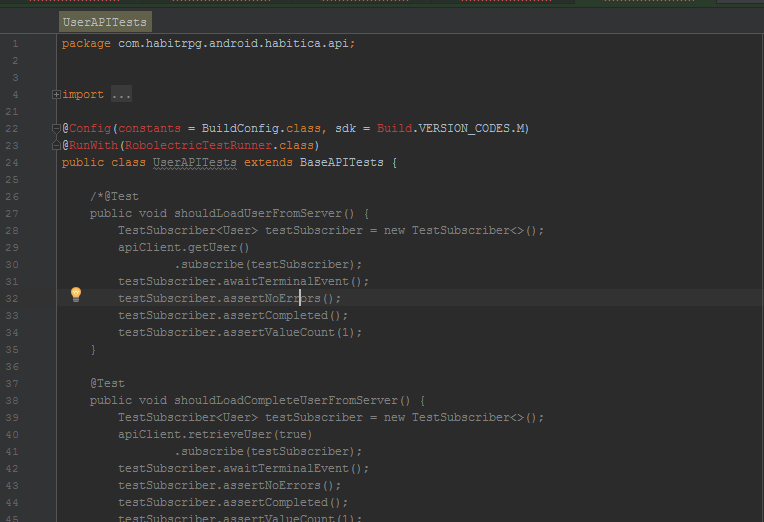 UserAPITests
1 package com.habitrpg.android.habitica.api;
2
3
4 import ...
21
22 @Config(constants = BuildConfig.class, sdk = Build.VERSION_CODES.M)
23 @RunWith(RobolectricTestRunner.class)
24 public class UserAPITests extends BaseAPITests {
25
26 /*@Test
27 public void shouldLoadUserFromServer() {
28 TestSubscriber<User> testSubscriber = new TestSubscriber<>();
29 apiClient.getUser()
30 .subscribe(testSubscriber);
31 testSubscriber.awaitTerminalEvent();
32 testSubscriber.assertNoErrors();
33 testSubscriber.assertCompleted();
34 testSubscriber.assertValueCount(1);
35 }
36
37 @Test
38 public void shouldLoadCompleteUserFromServer() {
39 TestSubscriber<User> testSubscriber = new TestSubscriber<>();
40 apiClient.retrieveUser(true)
41 .subscribe(testSubscriber);
42 testSubscriber.awaitTerminalEvent();
43 testSubscriber.assertNoErrors();
44 testSubscriber.assertCompleted();
45 testSubscriber.assertValueCount(1);